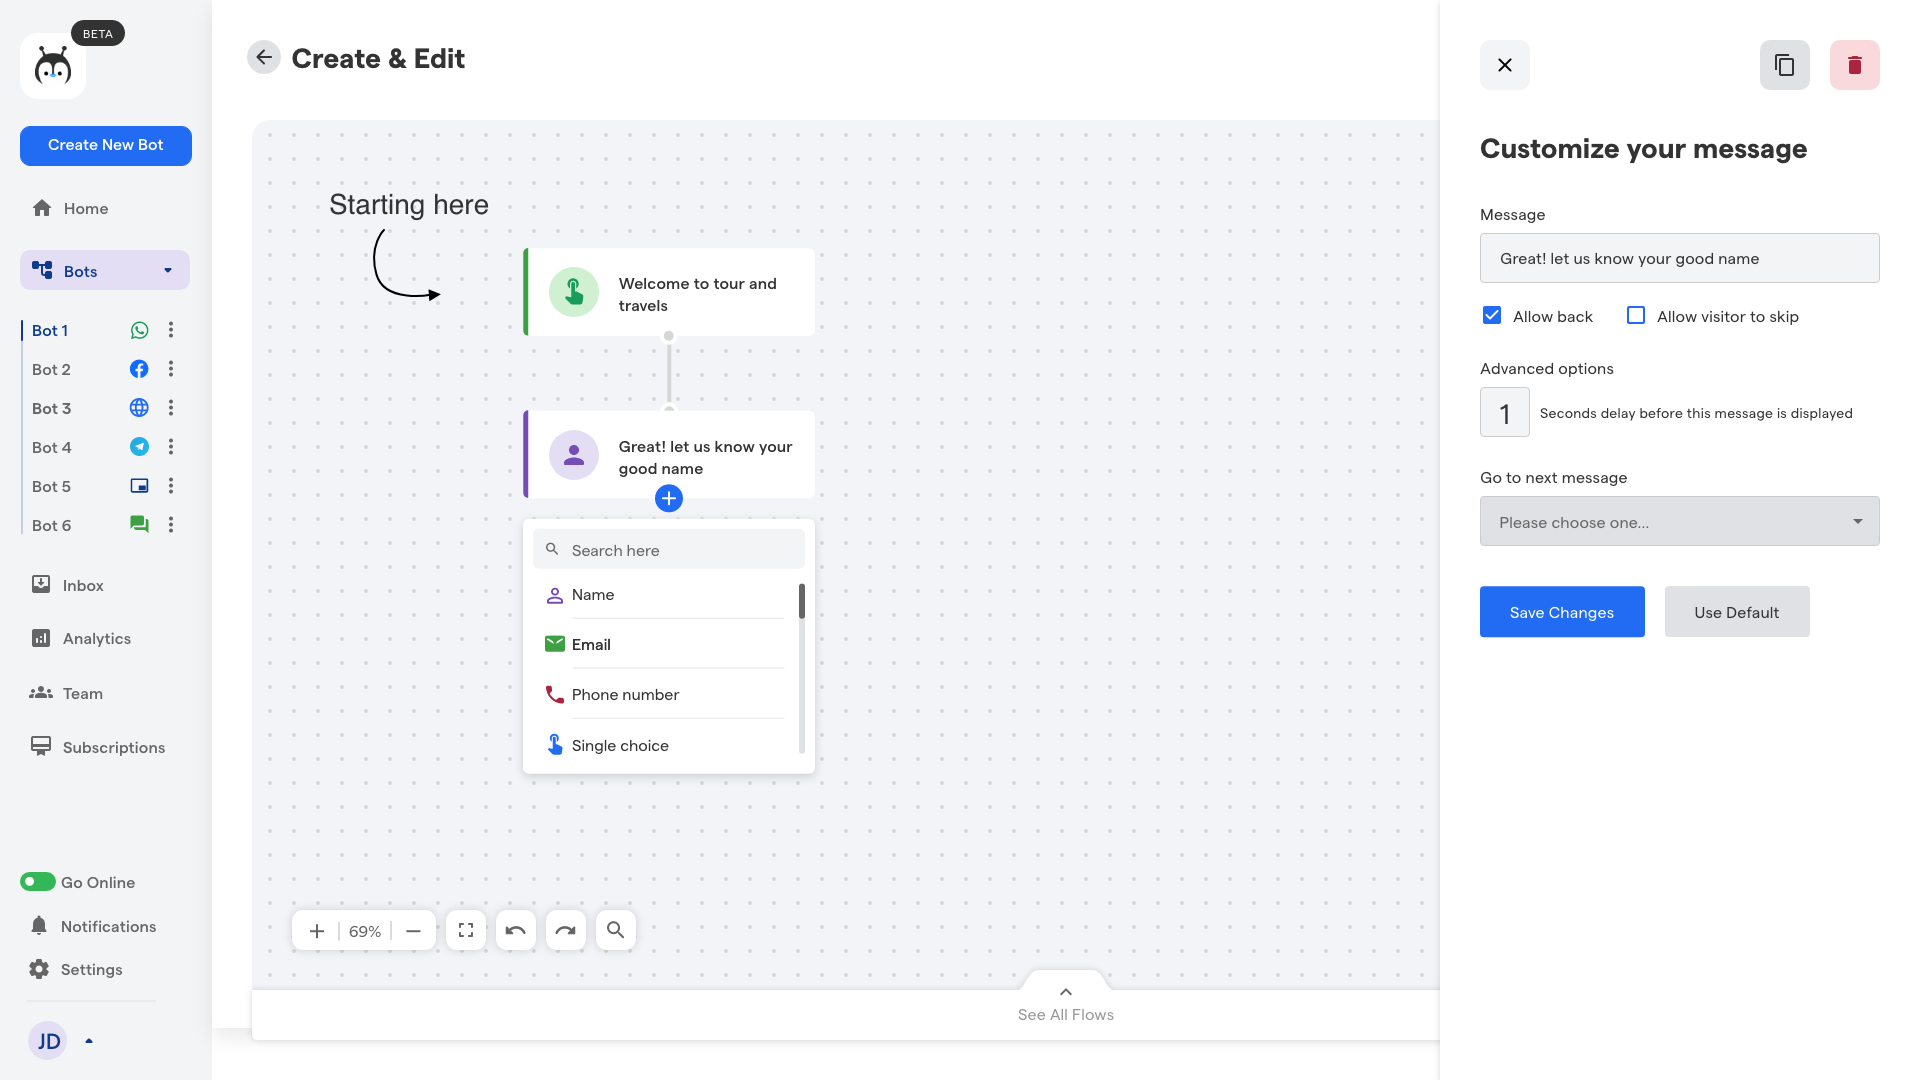 BETA
Create New Bot
Home
Bots
Bot 1
Bot 2
Bot 3
Bot 4
Bot 5
Bot 6
Inbox
Analytics
Team
Subscriptions
Go Online
Notifications
Settings
JD
Create & Edit
Starting here
Welcome to tour and
travels
Great! let us know your
good name
Search here
Name
Email
Phone number
Single choice
69%
See All Flows
Customize your message
Message
Great! let us know your good name
Allow back
Allow visitor to skip
Advanced options
1
Seconds delay before this message is displayed
Go to next message
Please choose one...
Save Changes
Use Default